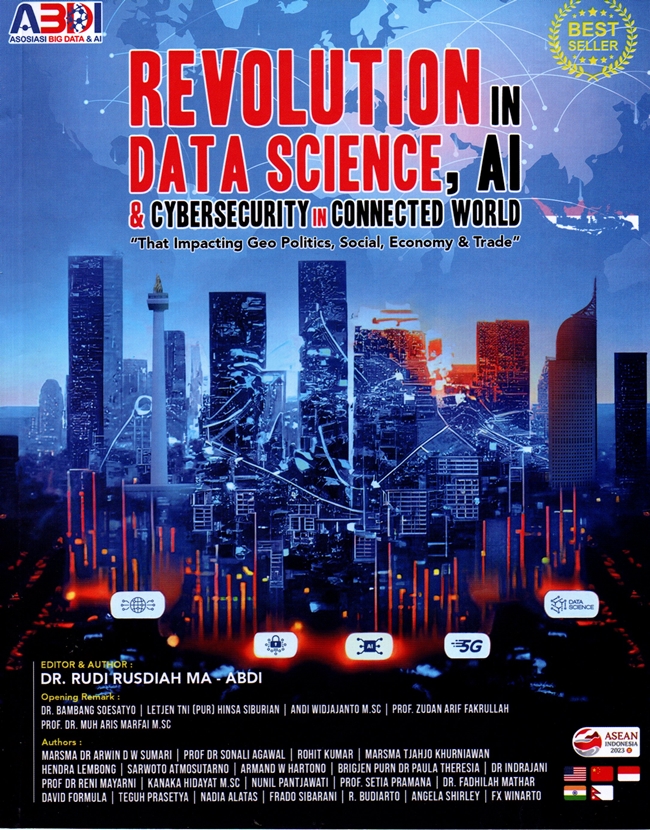 ABDI
ASOSIASI BIG DATA & AI
BEST
SELLER
REVOLUTION IN
DATA SCIENCE, AI
& CYBERSECURITY IN CONNECTED WORLD
"That Impacting Geo Politics, Social, Economy & Trade"
DATA
SCIENCE
AI
5G
EDITOR & AUTHOR :
DR. RUDI RUSDIAH MA - ABDI
Opening Remark :
DR. BAMBANG SOESATYO | LETJEN TNI (PUR) HINSA SIBURIAN | ANDI WIDJAJANTO M.SC | PROF. ZUDAN ARIF FAKRULLAH
PROF. DR. MUH ARIS MARFAI M.SC
ASEAN
INDONESIA
2023
Authors :
MARSMA DR ARWIN D W SUMARI | PROF DR SONALI AGAWAL | ROHIT KUMAR | MARSMA TJAHJO KHURNIAWAN
HENDRA LEMBONG | SARWOTO ATMOSUTARNO | ARMAND W HARTONO | BRIGJEN PURN DR PAULA THERESIA | DR INDRAJANI
PROF DR RENI MAYARNI | KANAKA HIDAYAT M.SC | NUNIL PANTJAWATI | PROF. SETIA PRAMANA | DR. FADHILAH MATHAR
DAVID FORMULA | TEGUH PRASETYA | NADIA ALATAS | FRADO SIBARANI | R. BUDIARTO | ANGELA SHIRLEY | FX WINARTO